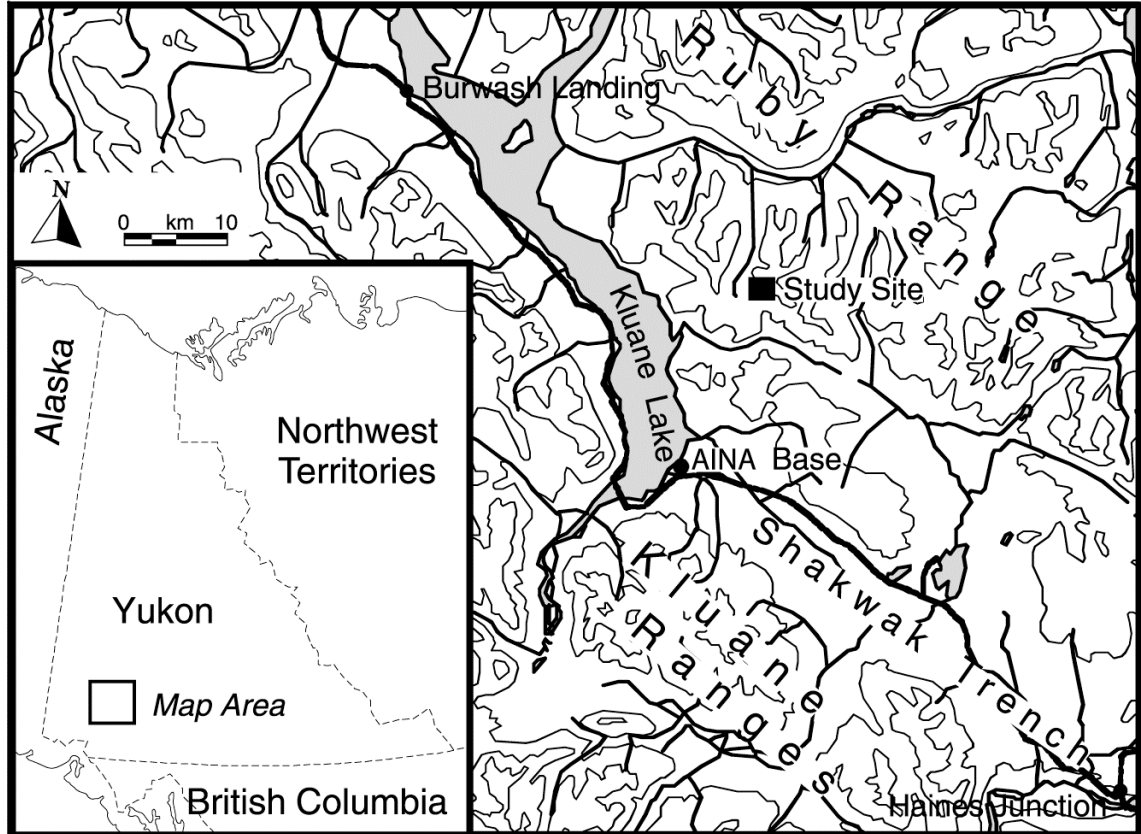 Ruby
Burwash Landing
N
0 km 10
Range
Study Site
Kluane Lake
Alaska
Northwest
Territories
AINA Base
Shakwak Trench
Kluane
Ranges
Yukon
Map Area
British Columbia
Haines Junction